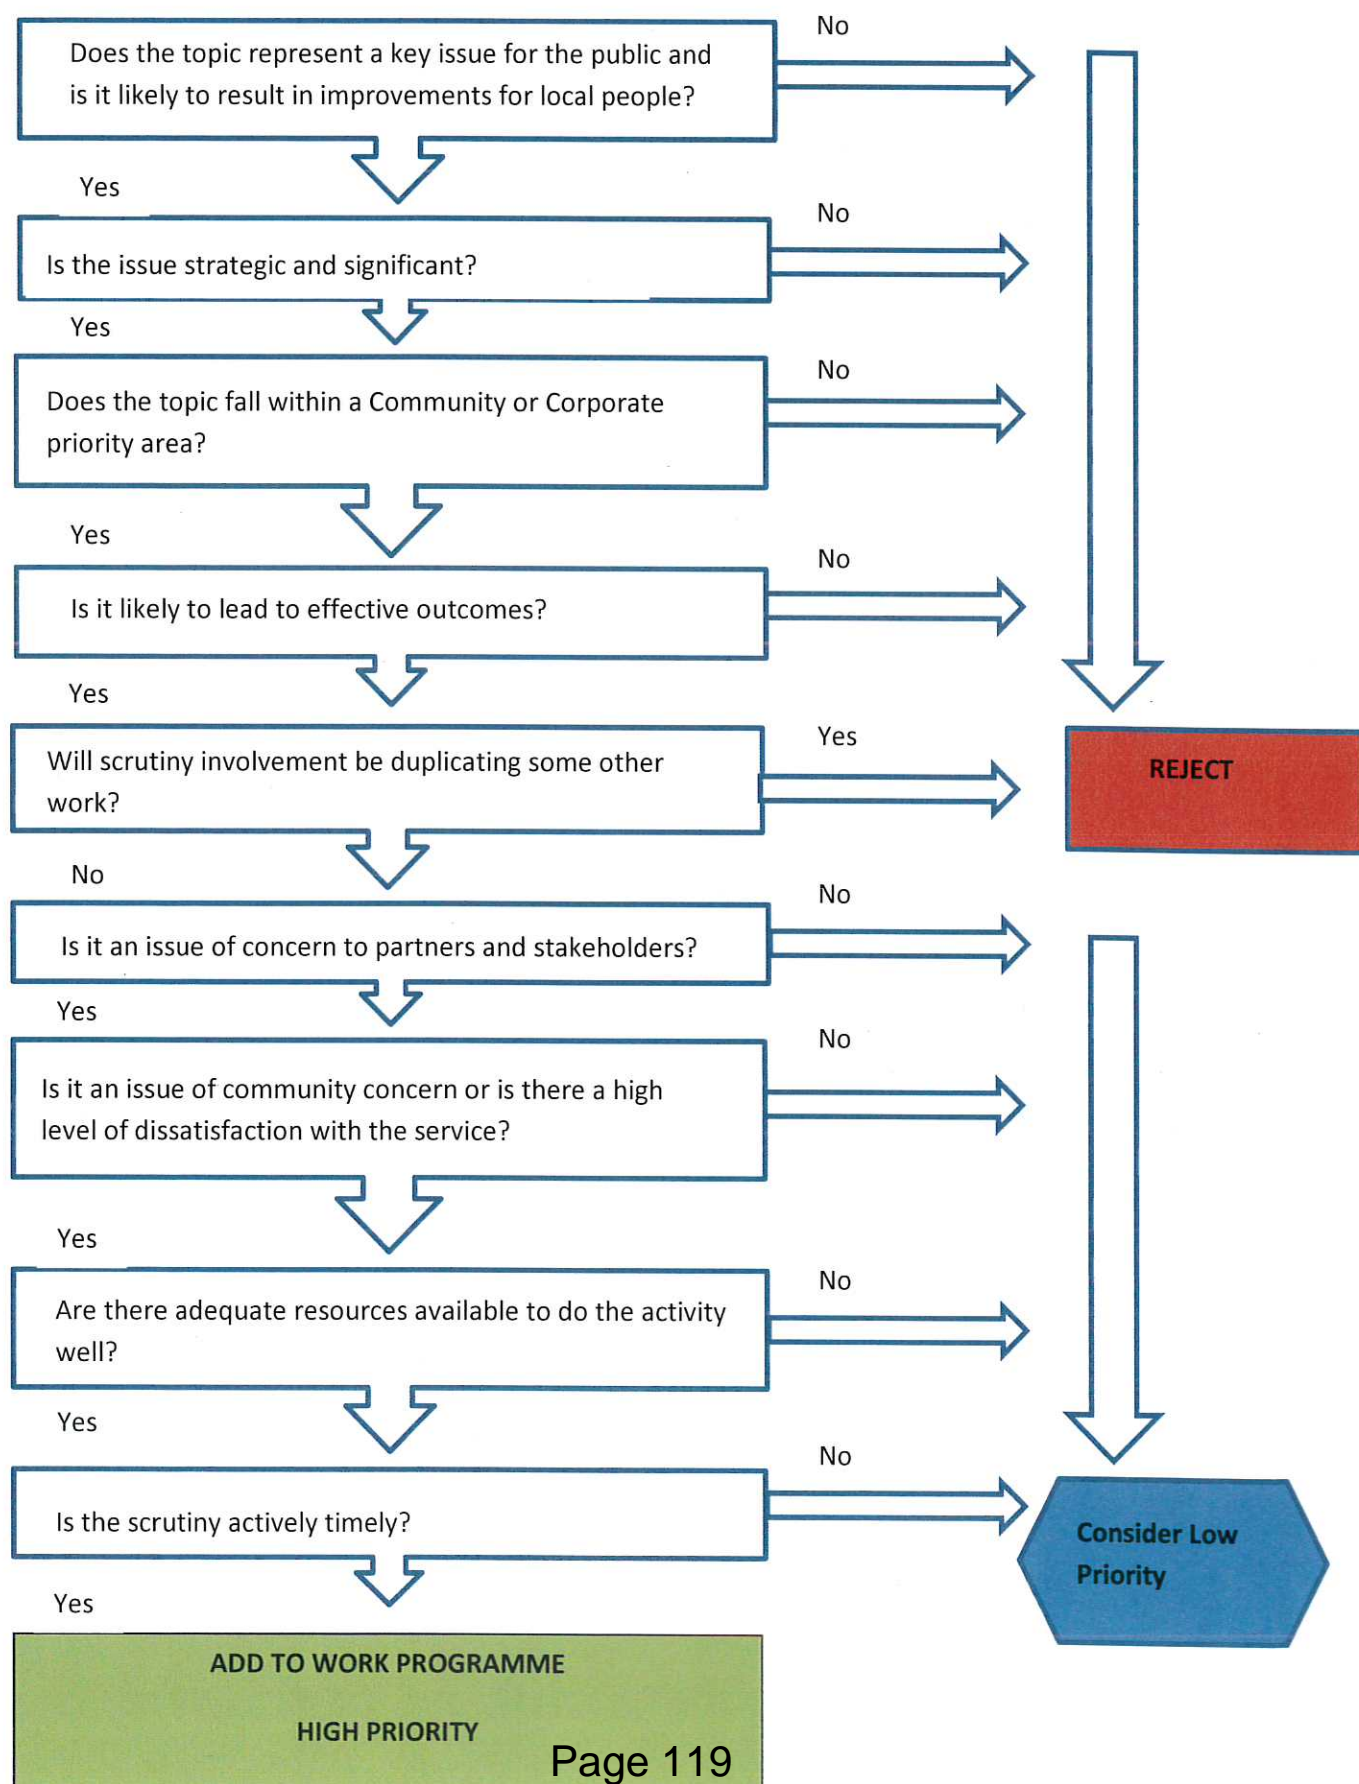 No
Does the topic represent a key issue for the public and
is it likely to result in improvements for local people?
Yes
No
Is the issue strategic and significant?
Yes
No
Does the topic fall within a Community or Corporate
priority area?
Yes
No
Is it likely to lead to effective outcomes?
Yes
Yes
Will scrutiny involvement be duplicating some other
work?
REJECT
No
No
Is it an issue of concern to partners and stakeholders?
Yes
No
Is it an issue of community concern or is there a high
level of dissatisfaction with the service?
Yes
No
Are there adequate resources available to do the activity
well?
Yes
No
Is the scrutiny actively timely?
Consider Low
Priority
Yes
ADD TO WORK PROGRAMME
HIGH PRIORITY
Page 119